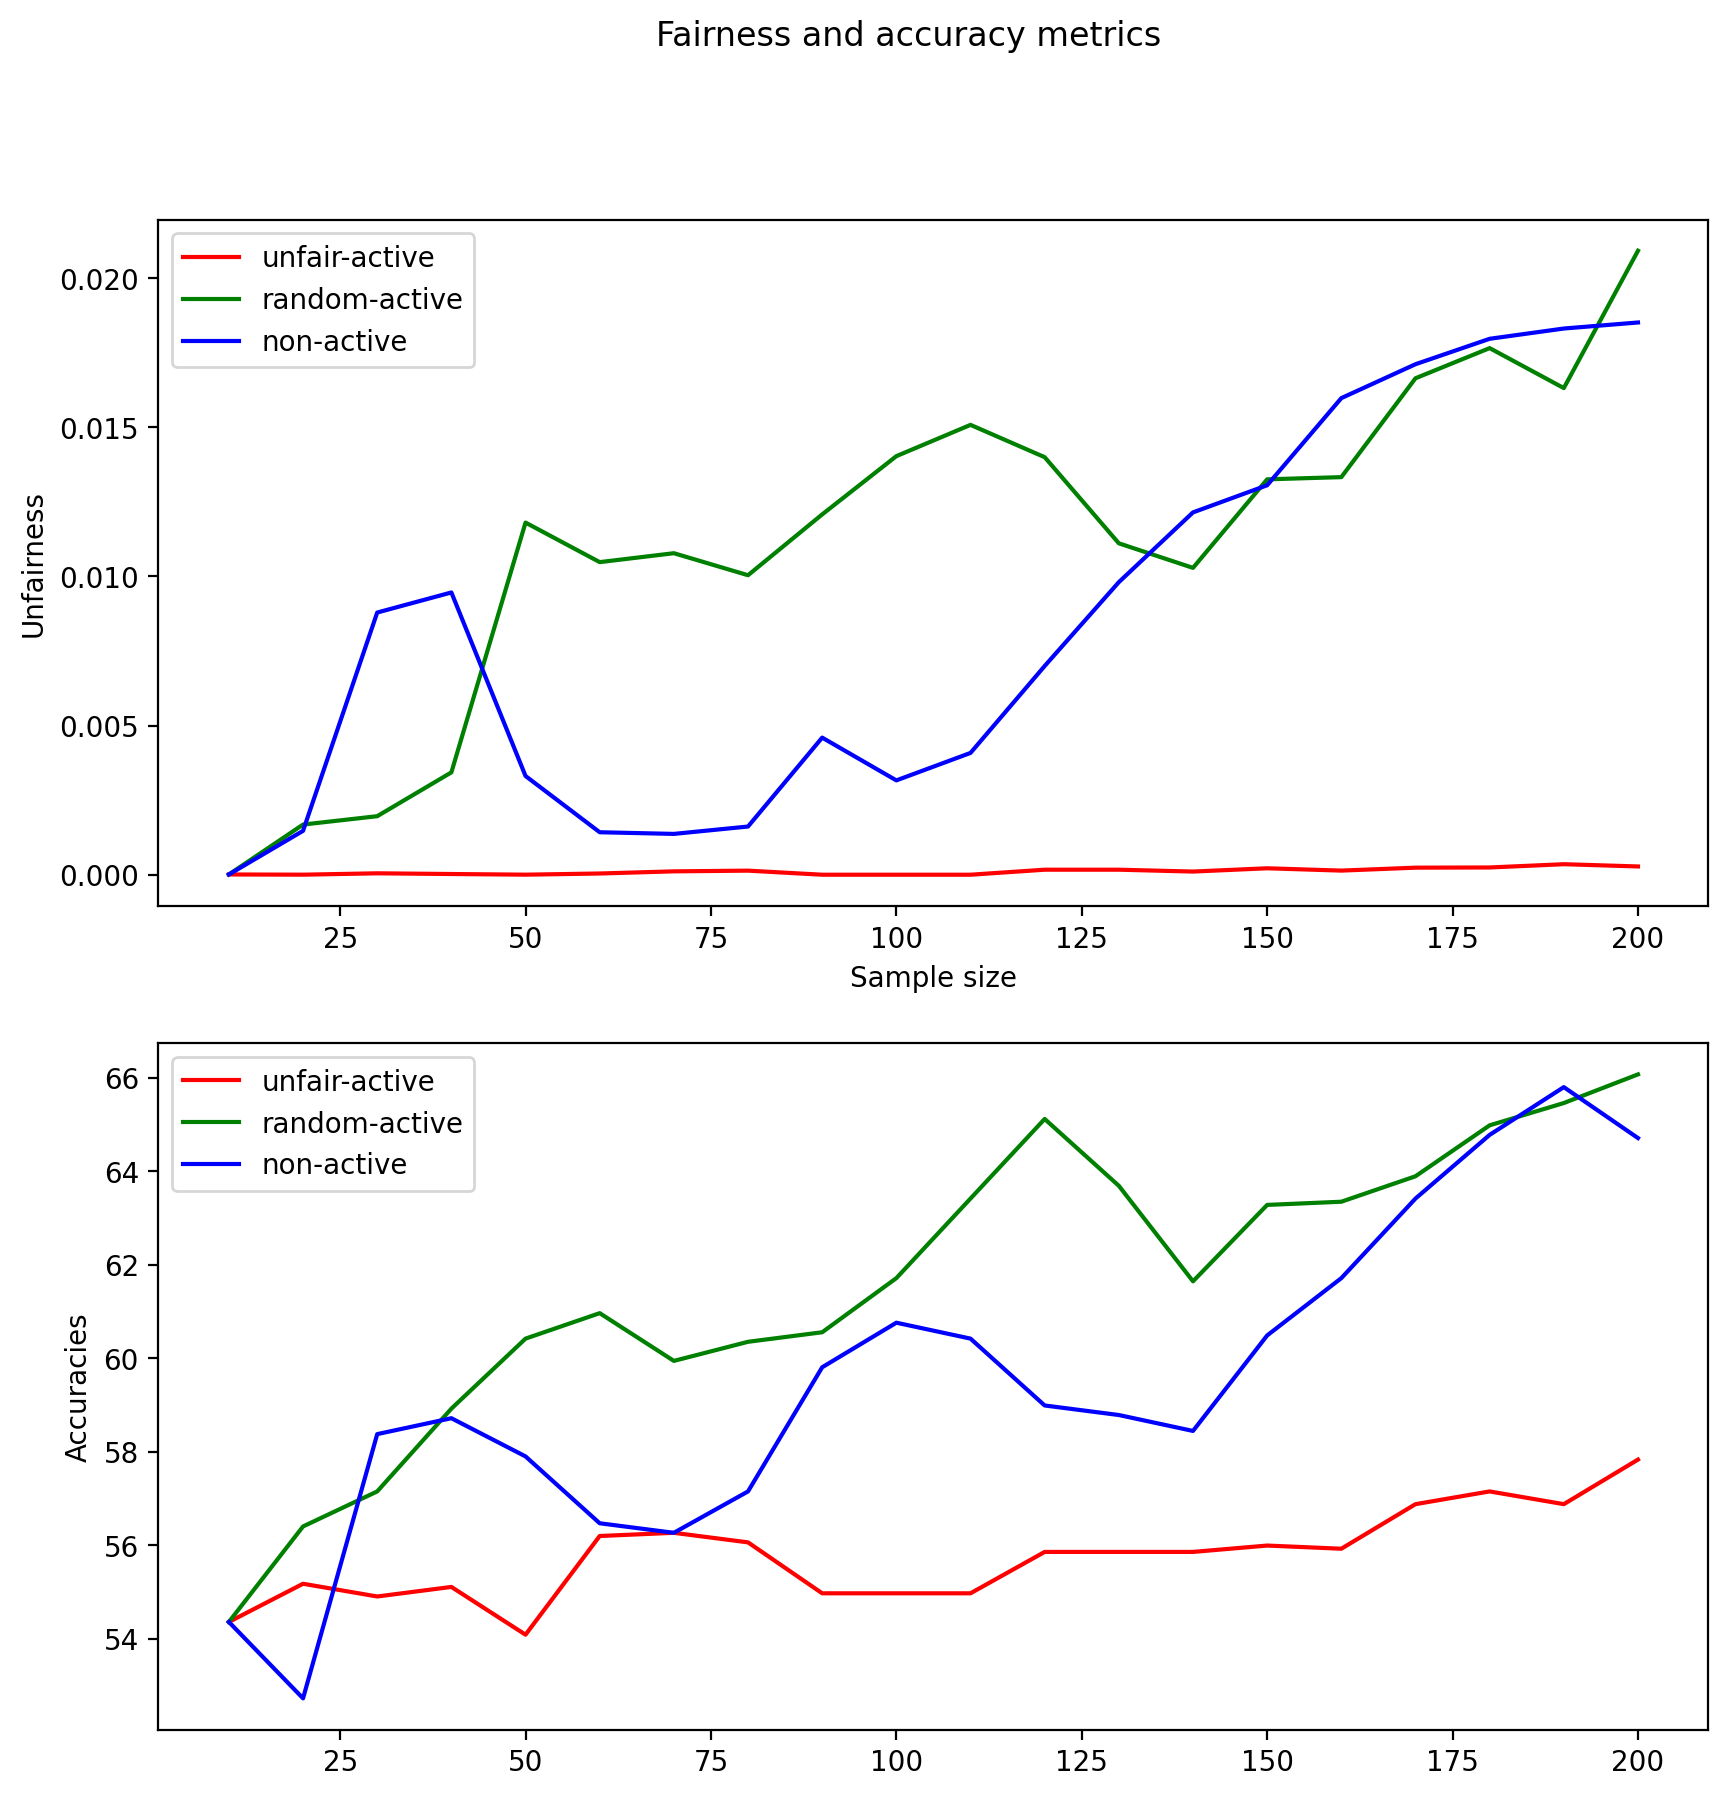 Fairness and accuracy metrics
unfair-active
random-active
non-active
0.020
0.015
0.010
0.005
0.000
Unfairness
25 50 75 100 125 150 175 200
Sample size
unfair-active
random-active
non-active
66
64
62
60
58
56
54
Accuracies
25 50 75 100 125 150 175 200